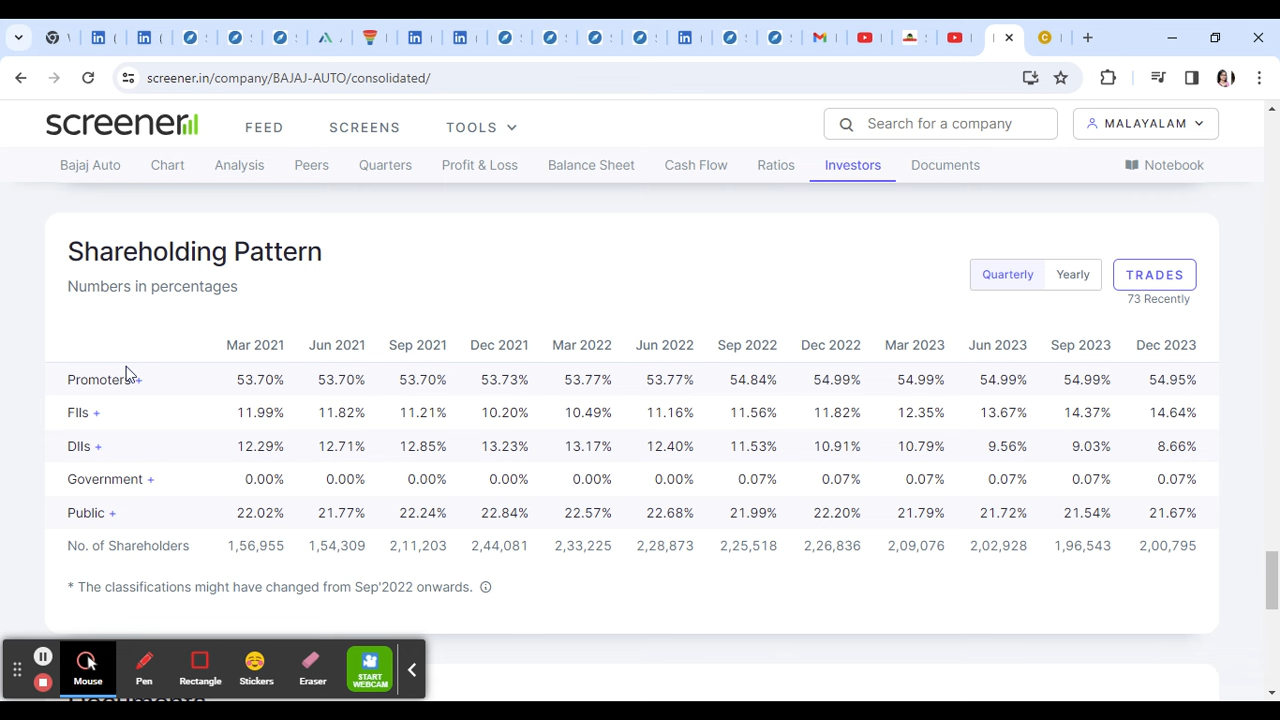 screener.in/company/BAJAJ-AUTO/consolidated/
screener
FEED SCREENS TOOLS
Search for a company
MALAYALAM
Bajaj Auto Chart Analysis Peers Quarters Profit & Loss Balance Sheet Cash Flow Ratios Investors Documents Notebook
Shareholding Pattern
Numbers in percentages
Quarterly Yearly TRADES
73 Recently
Mar 2021 Jun 2021 Sep 2021 Dec 2021 Mar 2022 Jun 2022 Sep 2022 Dec 2022 Mar 2023 Jun 2023 Sep 2023 Dec 2023
Promoters + 53.70% 53.70% 53.70% 53.73% 53.77% 53.77% 54.84% 54.99% 54.99% 54.99% 54.99% 54.95%
FIIs + 11.99% 11.82% 11.21% 10.20% 10.49% 11.16% 11.56% 11.82% 12.35% 13.67% 14.37% 14.64%
DIIs + 12.29% 12.71% 12.85% 13.23% 13.17% 12.40% 11.53% 10.91% 10.79% 9.56% 9.03% 8.66%
Government + 0.00% 0.00% 0.00% 0.00% 0.00% 0.00% 0.07% 0.07% 0.07% 0.07% 0.07% 0.07%
Public + 22.02% 21.77% 22.24% 22.84% 22.57% 22.68% 21.99% 22.20% 21.79% 21.72% 21.54% 21.67%
No. of Shareholders 1,56,955 1,54,309 2,11,203 2,44,081 2,33,225 2,28,873 2,25,518 2,26,836 2,09,076 2,02,928 1,96,543 2,00,795
* The classifications might have changed from Sep'2022 onwards.
Mouse Pen Rectangle Stickers Eraser START WEBCAM